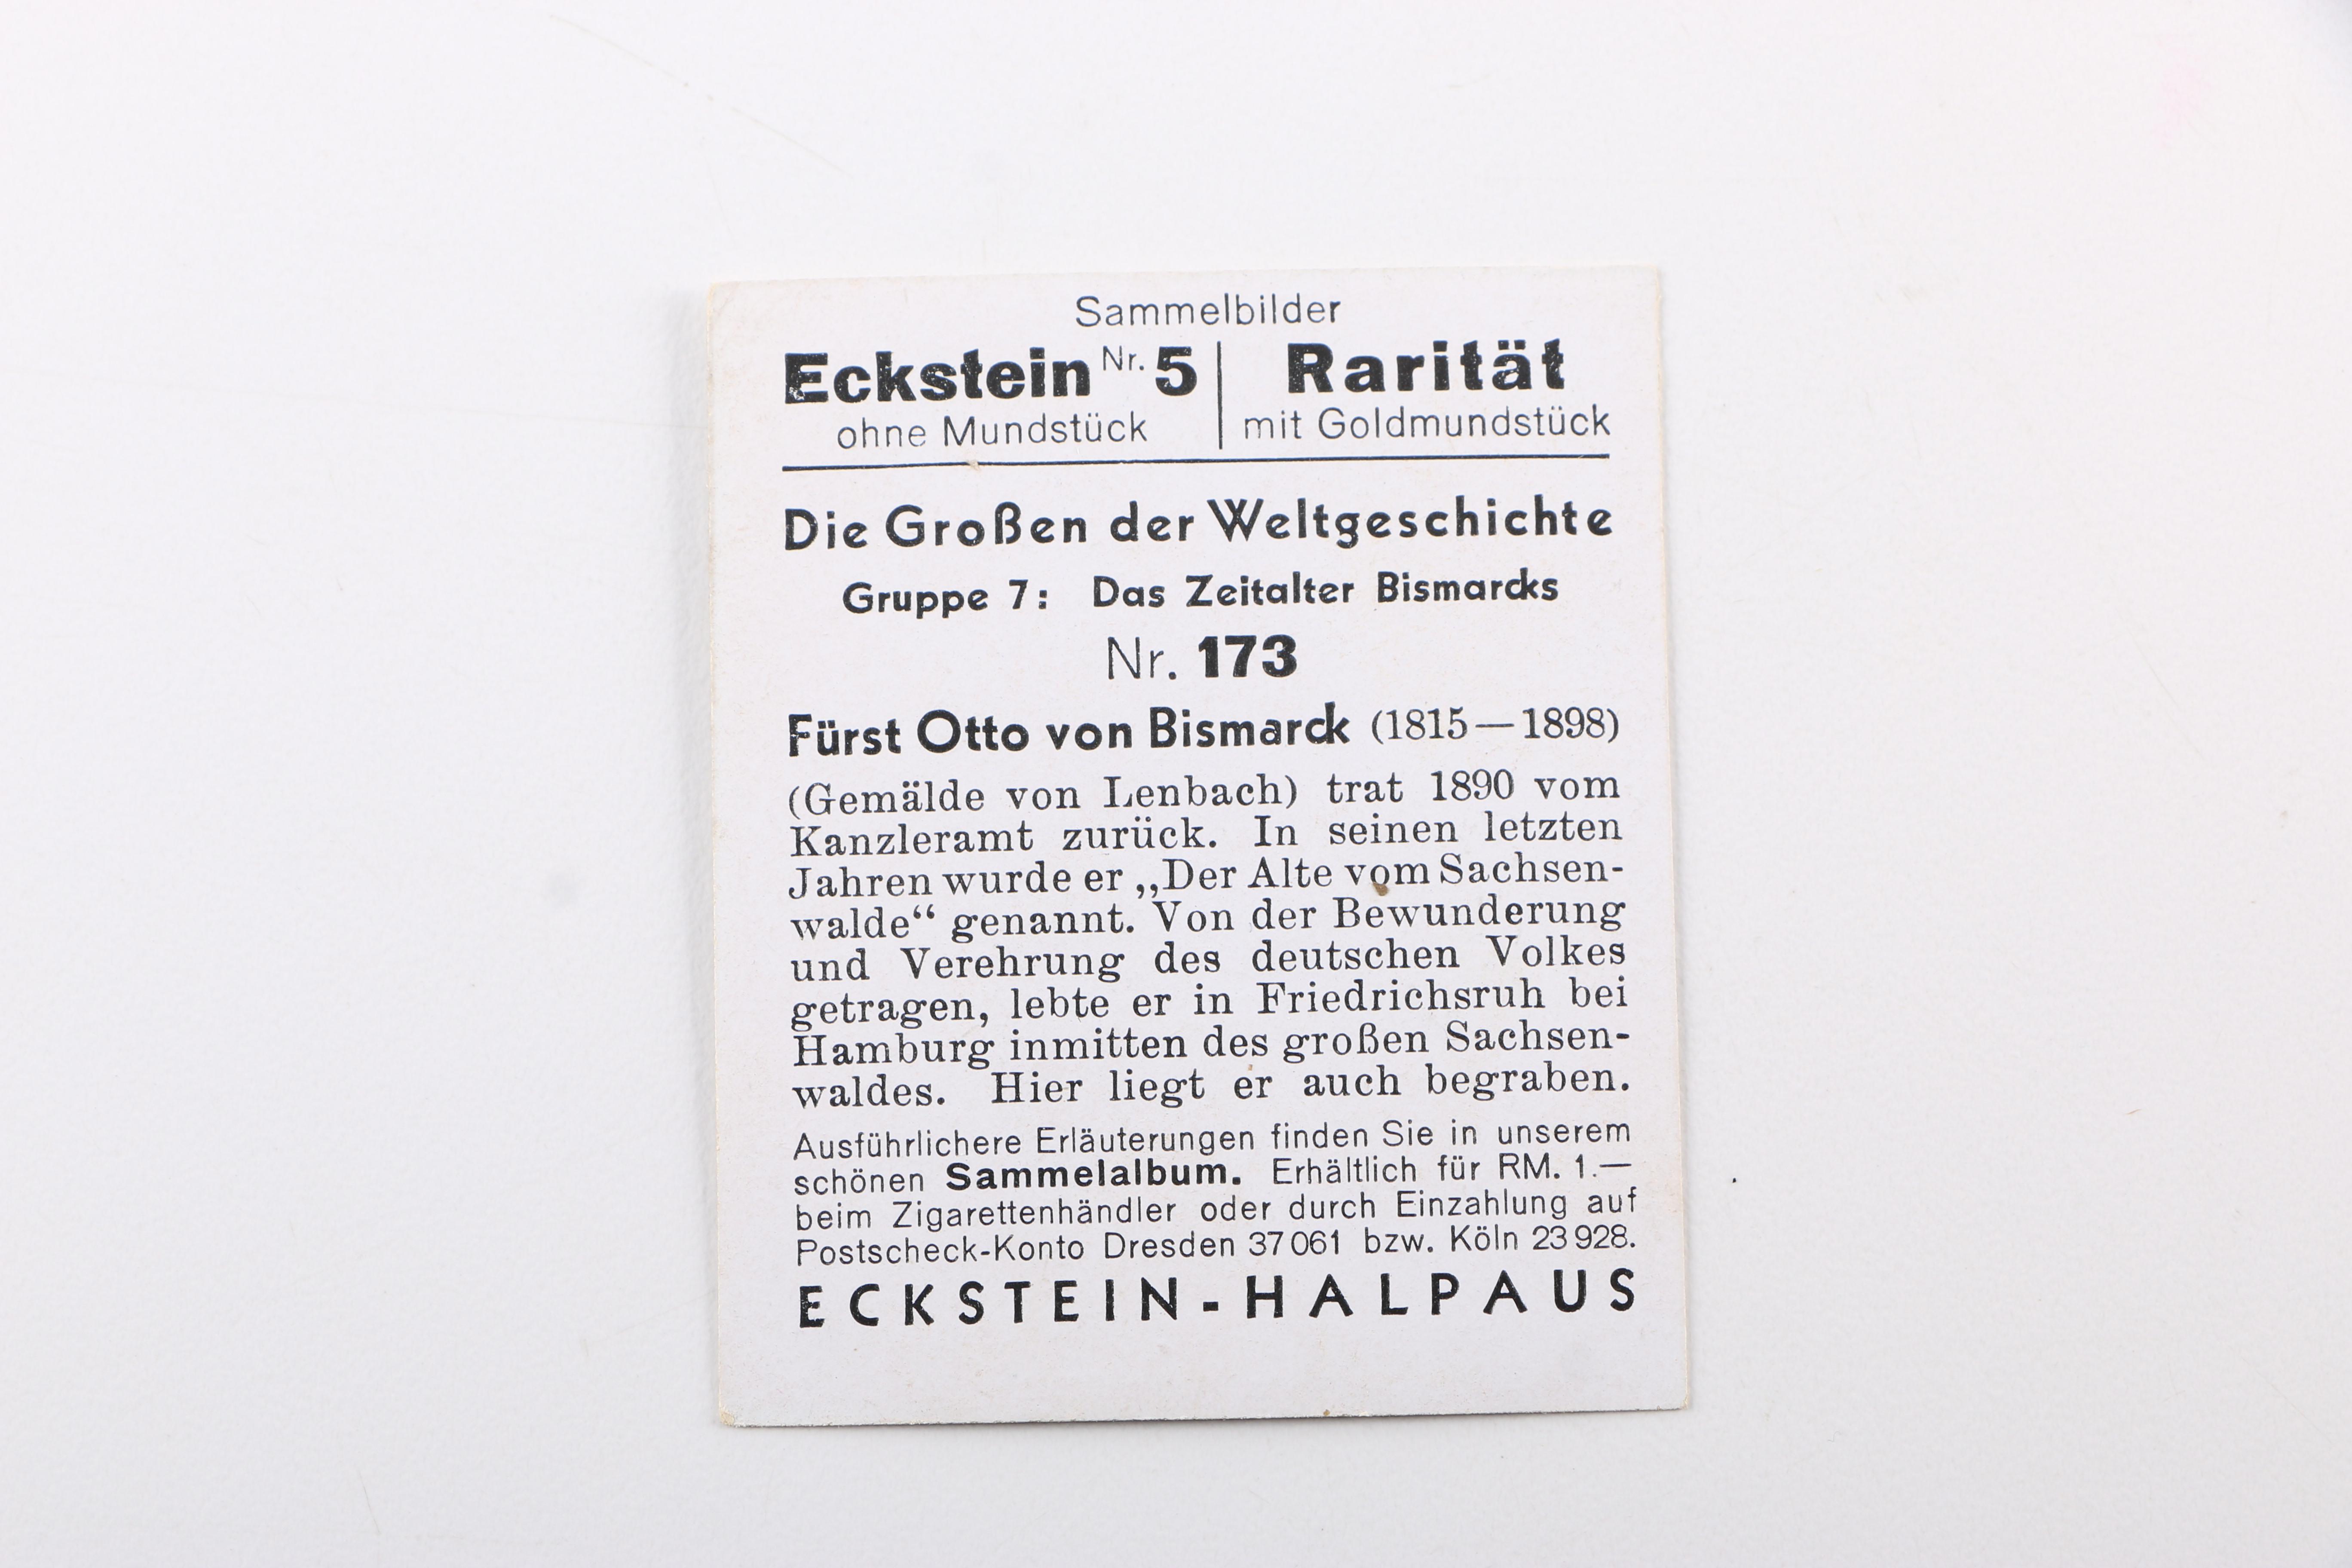 Sammelbilder
Eckstein Nr. 5 | Rarität
ohne Mundstück | mit Goldmundstück
Die Großen der Weltgeschichte
Gruppe 7: Das Zeitalter Bismarcks
Nr. 173
Fürst Otto von Bismarck (1815—1898)
(Gemälde von Lenbach) trat 1890 vom
Kanzleramt zurück. In seinen letzten
Jahren wurde er „Der Alte vom Sachsen-
walde“ genannt. Von der Bewunderung
und Verehrung des deutschen Volkes
getragen, lebte er in Friedrichsruh bei
Hamburg inmitten des großen Sachsen-
waldes. Hier liegt er auch begraben.
Ausführlichere Erläuterungen finden Sie in unserem
schönen Sammelalbum. Erhältlich für RM. 1.—
beim Zigarettenhändler oder durch Einzahlung auf
Postscheck-Konto Dresden 37061 bzw. Köln 23928.
ECKSTEIN-HALPAUS